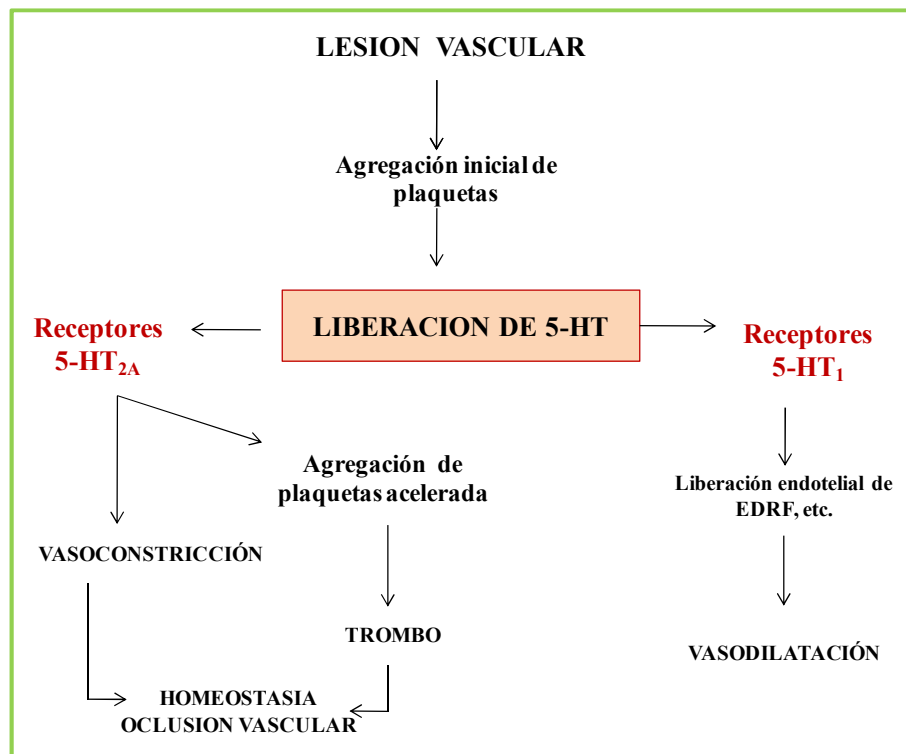 LESION VASCULAR
Agregación inicial de
plaquetas
LIBERACION DE 5-HT
Receptores
5-HT2A
Receptores
5-HT1
Agregación de
plaquetas acelerada
Liberación endotelial de
EDRF, etc.
VASOCONSTRICCIÓN
TROMBO
VASODILATACIÓN
HOMEOSTASIA
OCLUSION VASCULAR